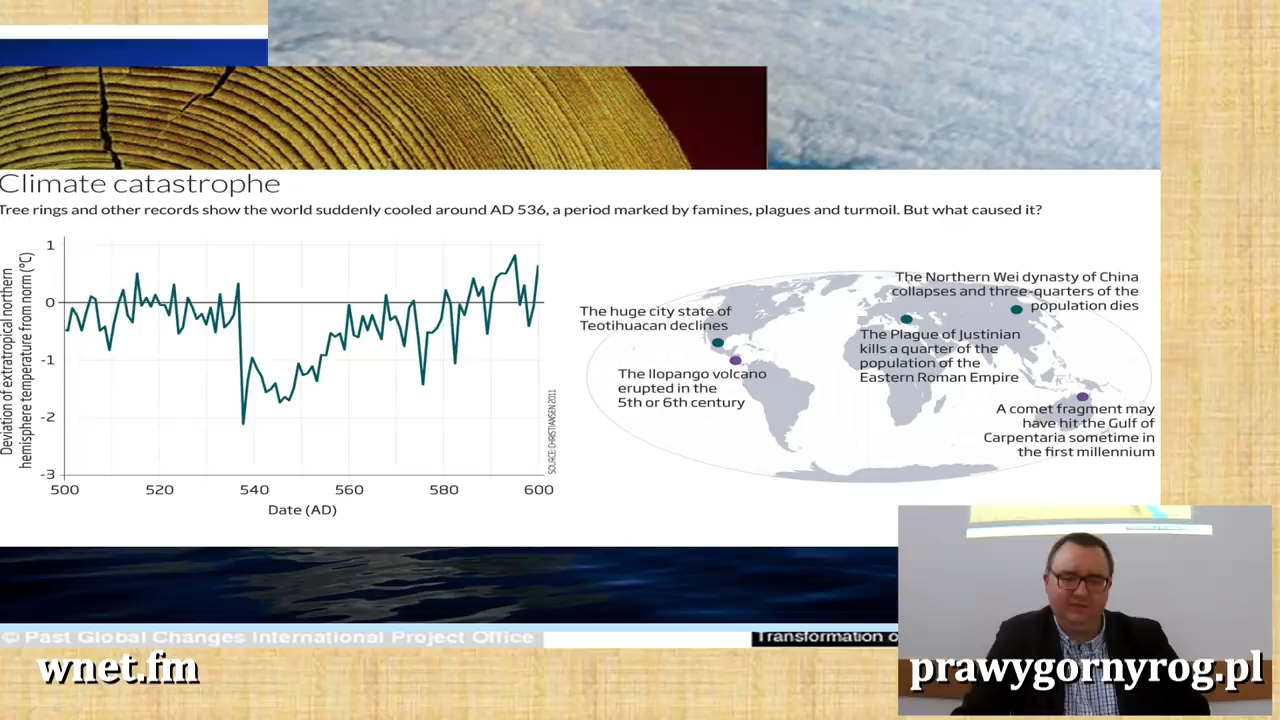 Climate catastrophe
Tree rings and other records show the world suddenly cooled around AD 536, a period marked by famines, plagues and turmoil. But what caused it?
Deviation of extratropical northern
hemisphere temperature from norm (°C)
1
0
-1
-2
-3
500
520
540
560
580
600
Date (AD)
SOURCE: CHRISTIANSEN 2011
The huge city state of
Teotihuacan declines
The Ilopango volcano
erupted in the
5th or 6th century
The Northern Wei dynasty of China
collapses and three-quarters of the
population dies
The Plague of Justinian
kills a quarter of the
population of the
Eastern Roman Empire
A comet fragment may
have hit the Gulf of
Carpentaria sometime in
the first millennium
© Past Global Changes International Project Office
Transformation o
wnet.fm
prawygornyrog.pl